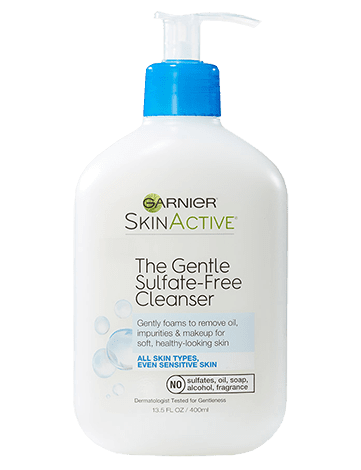 GARNIER
SKINACTIVE®
The Gentle
Sulfate-Free
Cleanser
Gently foams to remove oil,
impurities & makeup for
soft, healthy-looking skin
ALL SKIN TYPES,
EVEN SENSITIVE SKIN
NO sulfates, oil, soap,
alcohol, fragrance
Dermatologist Tested for Gentleness
13.5 FL OZ / 400ml